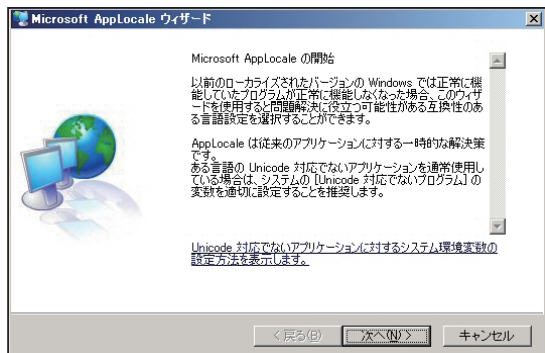 Microsoft AppLocale ウィザード
Microsoft AppLocale の開始
以前のローカライズされたバージョンの Windows では正常に機
能していたプログラムが正常に機能しなくなった場合、このウィザ
ードを使用すると問題解決に役立つ可能性がある互換性のあ
る言語設定を選択することができます。
AppLocale は従来のアプリケーションに対する一時的な解決策
です。
ある言語の Unicode 対応でないアプリケーションを通常使用し
ている場合は、システムの [Unicode 対応でないプログラム] の
変数を適切に設定することを推奨します。
Unicode 対応でないアプリケーションに対するシステム環境変数の
設定方法を表示します。
< 戻る(B)
次へ(N) >
キャンセル